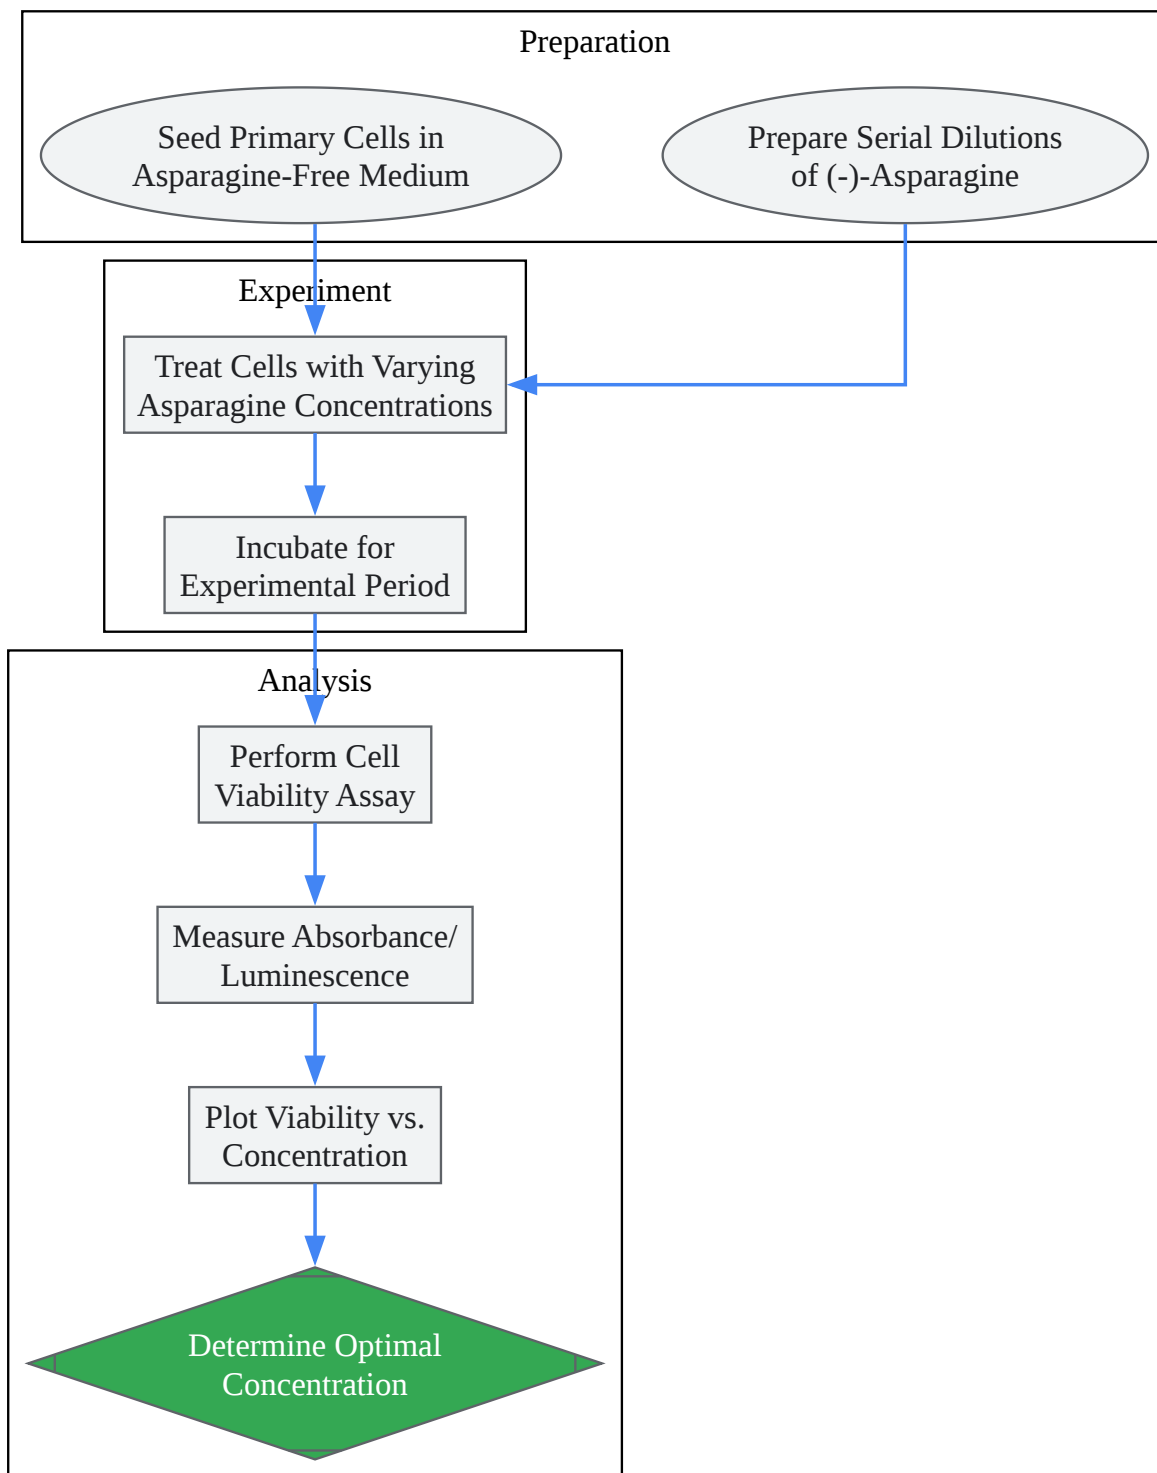 Preparation
Seed Primary Cells in
Asparagine-Free Medium
Prepare Serial Dilutions
of (-)-Asparagine
Experiment
Treat Cells with Varying
Asparagine Concentrations
Incubate for
Experimental Period
Analysis
Perform Cell
Viability Assay
Measure Absorbance/
Luminescence
Plot Viability vs.
Concentration
Determine Optimal
Concentration